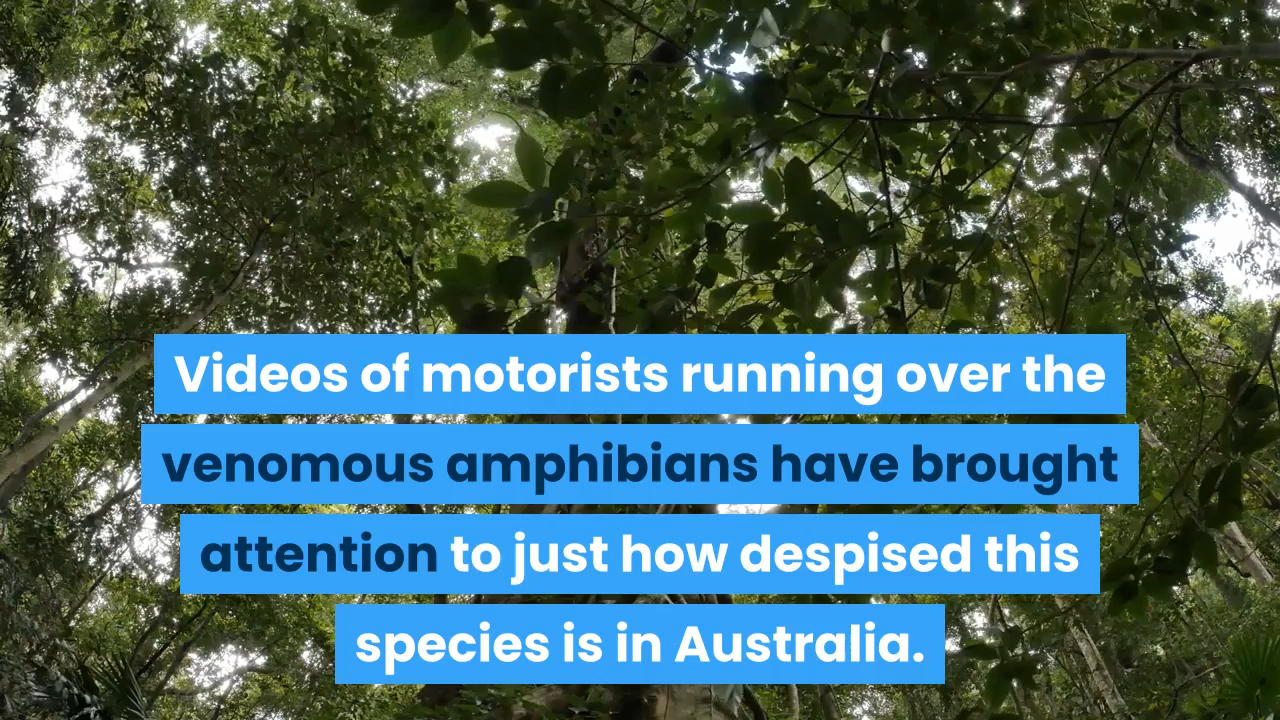 Videos of motorists running over the
venomous amphibians have brought
attention to just how despised this
species is in Australia.